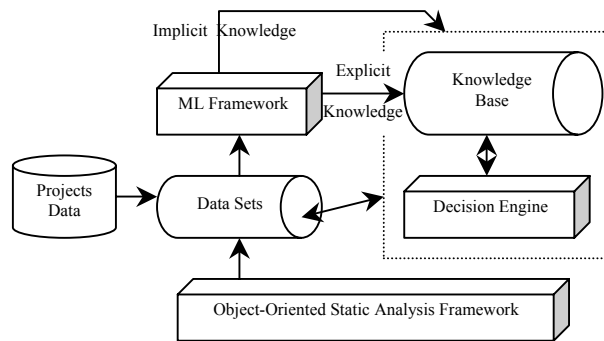 Implicit Knowledge
Explicit
Knowledge
Knowledge
Base
ML Framework
Projects
Data
Data Sets
Decision Engine
Object-Oriented Static Analysis Framework